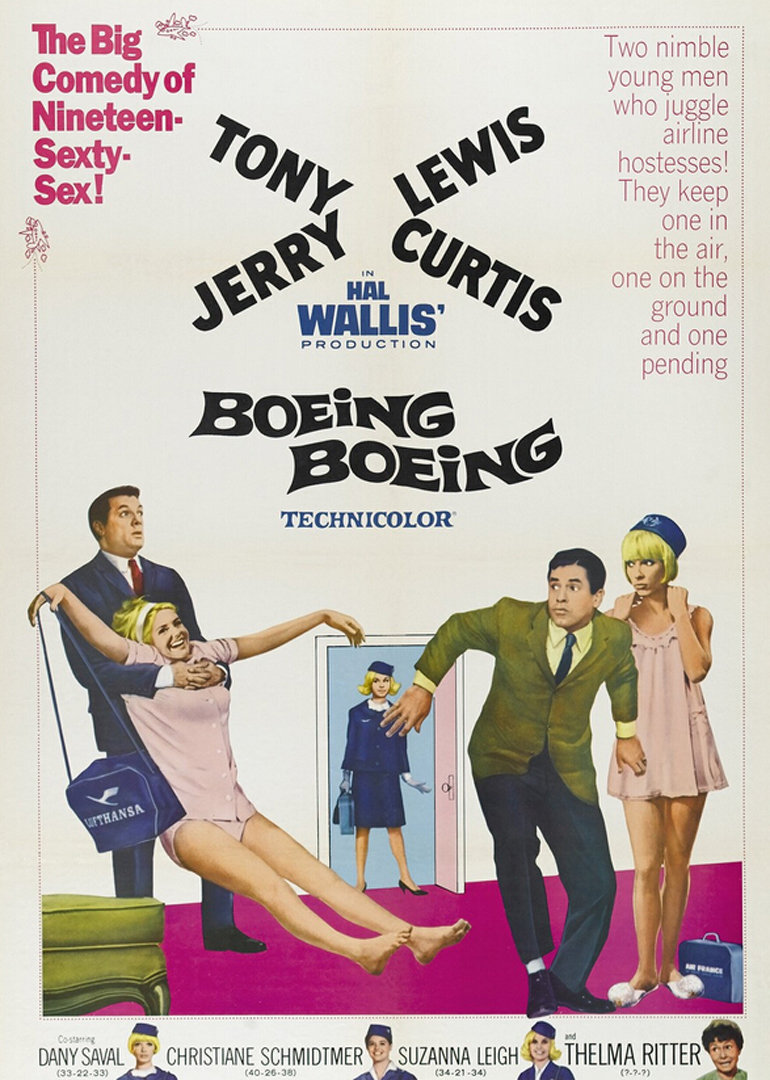 The Big
Comedy of
Nineteen-
Sexty-
Sex!
Two nimble
young men
who juggle
airline
hostesses!
They keep
one in
the air,
one on the
ground
and one
pending
TONY LEWIS
JERRY CURTIS
IN
HAL
WALLIS'
PRODUCTION
BOEING
BOEING
TECHNICOLOR®
LUFTHANSA
AIR FRANCE
Co-starring
DANY SAVAL
(33-22-33)
CHRISTIANE SCHMIDTMER
(40-26-38)
SUZANNA LEIGH
(34-21-34)
and
THELMA RITTER
(?-?-?)